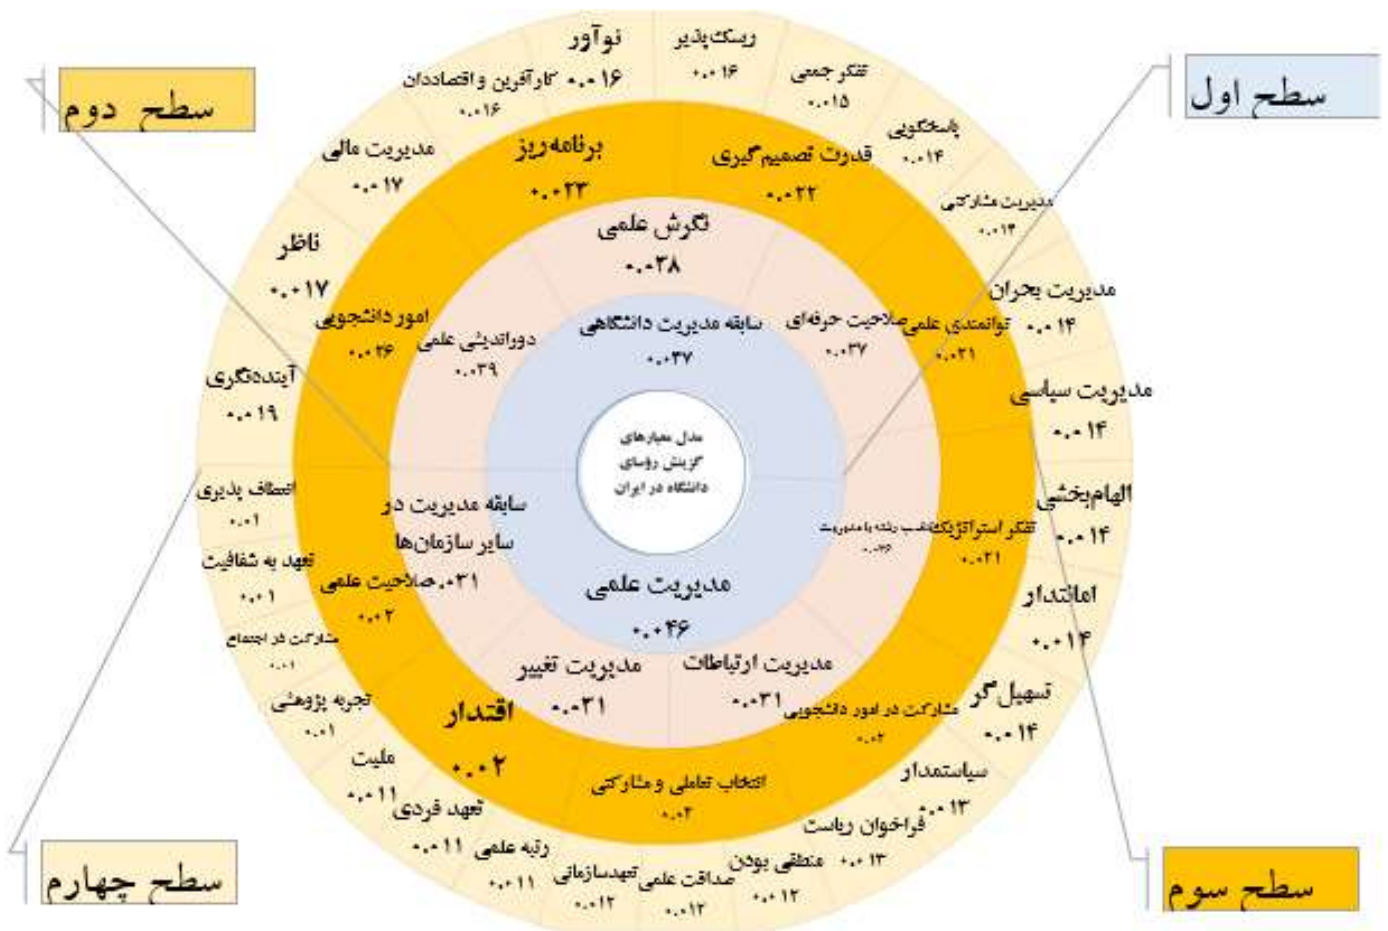 سطح اول
سطح دوم
سطح سوم
سطح چهارم
مدل معیارهای
گزینش رؤسای
دانشگاه در ایران
سابقه مدیریت دانشگاهی
۰.۰۴۷
مدیریت علمی
۰.۰۴۶
نگرش علمی
۰.۰۳۸
صلاحیت حرفه‌ای
۰.۰۳۷
رشته با مدیریت
مدیریت ارتباطات
۰.۰۳۱
مدیریت تغییر
۰.۰۳۱
سابقه مدیریت در
سایر سازمان‌ها
۰.۰۳۱
دوراندیشی علمی
۰.۰۳۹
برنامه‌ریز
۰.۰۲۳
قدرت تصمیم‌گیری
۰.۰۲۲
توانمندی علمی
۰.۰۲۱
تفکر استراتژیک
۰.۰۲۱
مشارکت در امور دانشجویی
۰.۰۲
انتخاب تعاملی و مشارکتی
۰.۰۲
اقتدار
۰.۰۲
صلاحیت علمی
۰.۰۲
امور دانشجویی
۰.۰۲۶
نوآور
۰.۰۱۶
ریسک‌پذیر
۰.۰۱۶
تفکر جمعی
۰.۰۱۵
پاسخگویی
۰.۰۱۴
مدیریت مشارکتی
۰.۰۱۴
مدیریت بحران
۰.۰۱۴
مدیریت سیاسی
۰.۰۱۴
الهام‌بخشی
۰.۰۱۴
امانتدار
۰.۰۱۴
تسهیل‌گر
۰.۰۱۴
سیاستمدار
۰.۰۱۳
فراخوان ریاست
۰.۰۱۳
منطقی بودن
۰.۰۱۲
صداقت علمی
۰.۰۱۲
تعهدسازمانی
۰.۰۱۲
رتبه علمی
۰.۰۱۱
تعهد فردی
۰.۰۱۱
ملیت
۰.۰۱۱
تجربه پژوهشی
۰.۰۱
مشارکت در اجتماع
۰.۰۱
تعهد به شفافیت
۰.۰۱
انعطاف پذیری
۰.۰۱
آینده‌نگری
۰.۰۱۹
ناظر
۰.۰۱۷
مدیریت مالی
۰.۰۱۷
کارآفرین و اقتصاددان
۰.۰۱۶